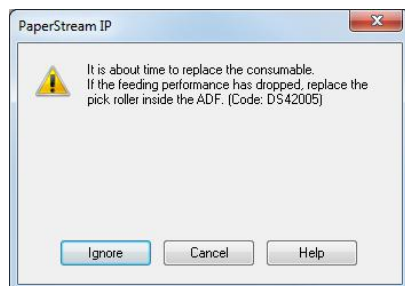 PaperStream IP
It is about time to replace the consumable.
If the feeding performance has dropped, replace the
pick roller inside the ADF. (Code: DS42005)
Ignore
Cancel
Help